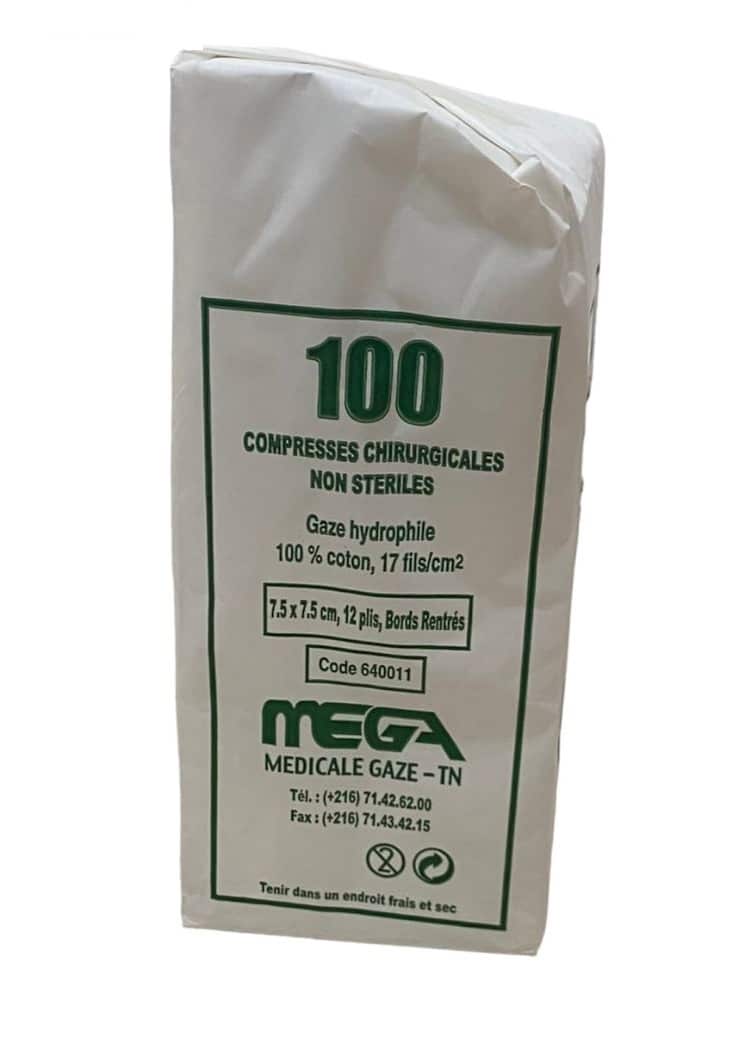 100
COMPRESSES CHIRURGICALES
NON STERILES
Gaze hydrophile
100 % coton, 17 fils/cm²
7.5 x 7.5 cm, 12 plis, Bords Rentrés
Code 640011
MEGA
MEDICALE GAZE – TN
Tél. : (+216) 71.42.62.00
Fax : (+216) 71.43.42.15
2
Tenir dans un endroit frais et sec